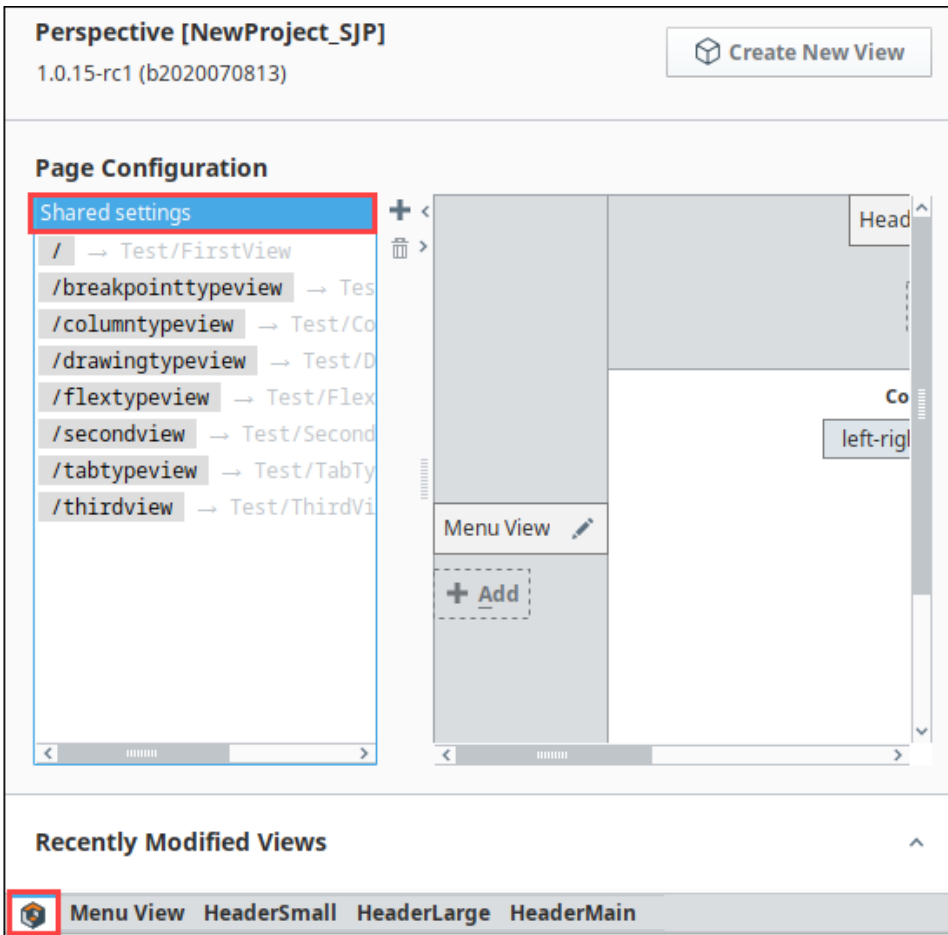 Perspective [NewProject_SJP]
1.0.15-rc1 (b2020070813)
Create New View
Page Configuration
Shared settings
/ → Test/FirstView
/breakpointtypeview → Tes
/columntypeview → Test/Co
/drawingtypeview → Test/D
/flextypeview → Test/Flex
/secondview → Test/Second
/tabtypeview → Test/TabTy
/thirdview → Test/ThirdVi
Head
Co
left-righ
Menu View
+ Add
Recently Modified Views
Menu View HeaderSmall HeaderLarge HeaderMain